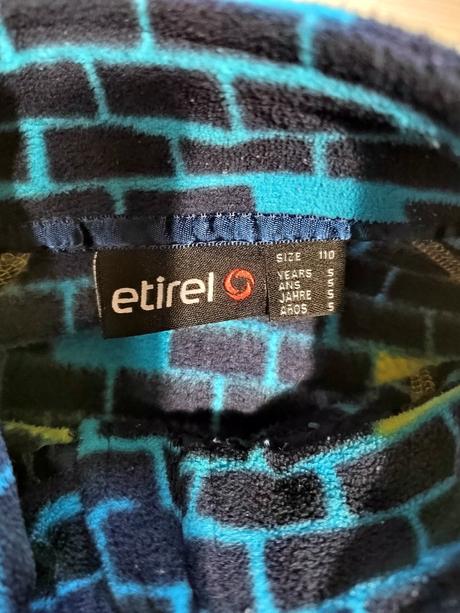 etirel
SIZE 110
YEARS 5
ANS 5
JAHRE 5
AÑOS 5